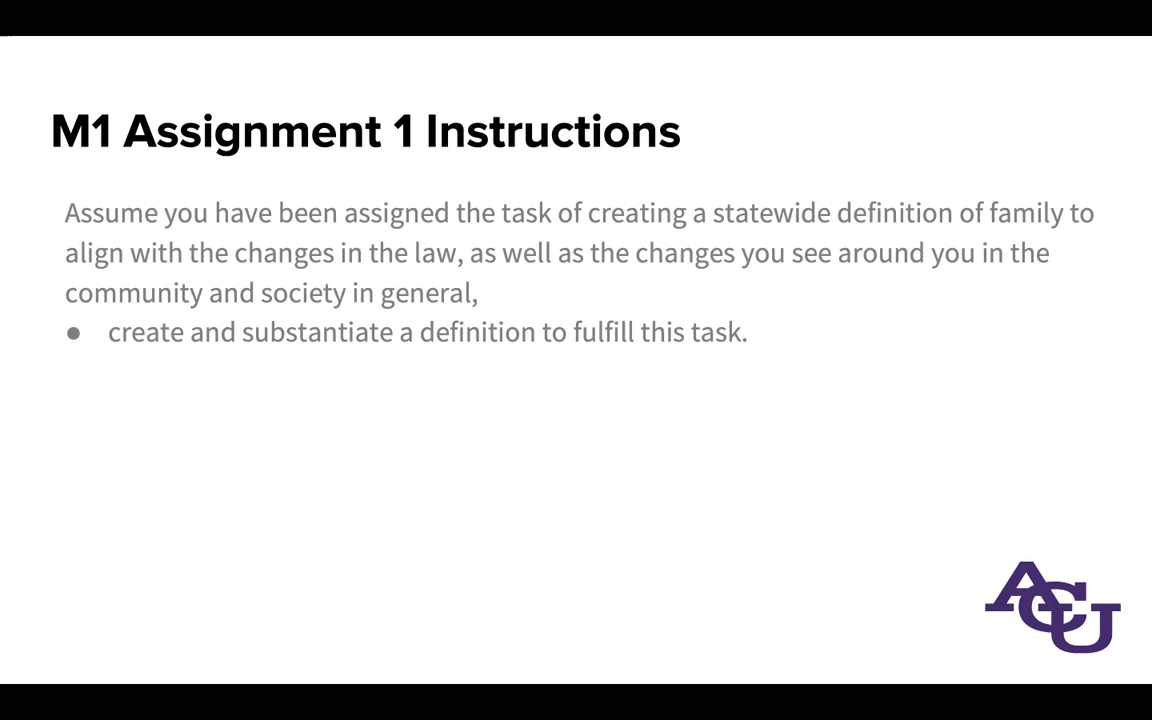 M1 Assignment 1 Instructions
Assume you have been assigned the task of creating a statewide definition of family to
align with the changes in the law, as well as the changes you see around you in the
community and society in general,
● create and substantiate a definition to fulfill this task.
ACU